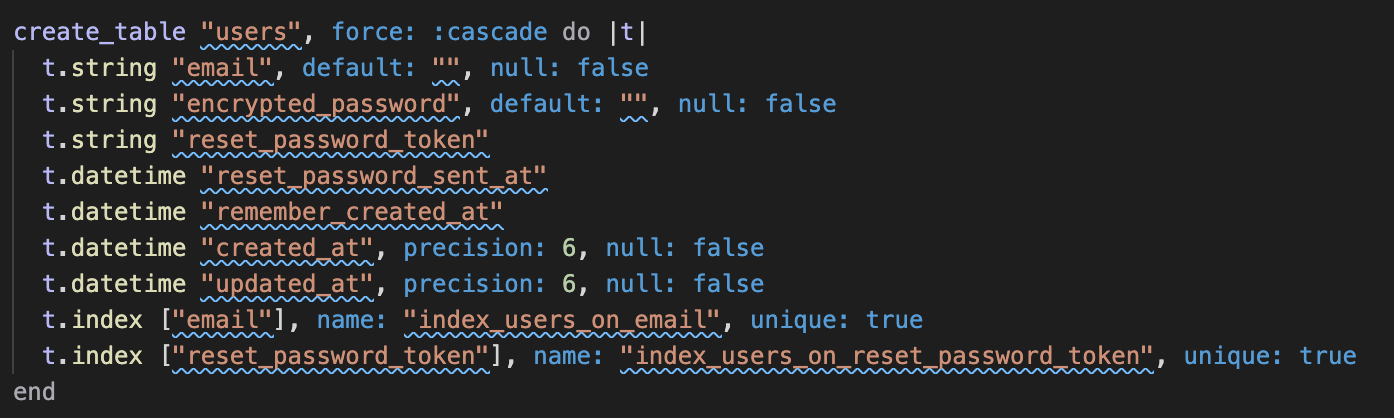 create_table "users", force: :cascade do |t|
t.string "email", default: "", null: false
t.string "encrypted_password", default: "", null: false
t.string "reset_password_token"
t.datetime "reset_password_sent_at"
t.datetime "remember_created_at"
t.datetime "created_at", precision: 6, null: false
t.datetime "updated_at", precision: 6, null: false
t.index ["email"], name: "index_users_on_email", unique: true
t.index ["reset_password_token"], name: "index_users_on_reset_password_token", unique: true
end